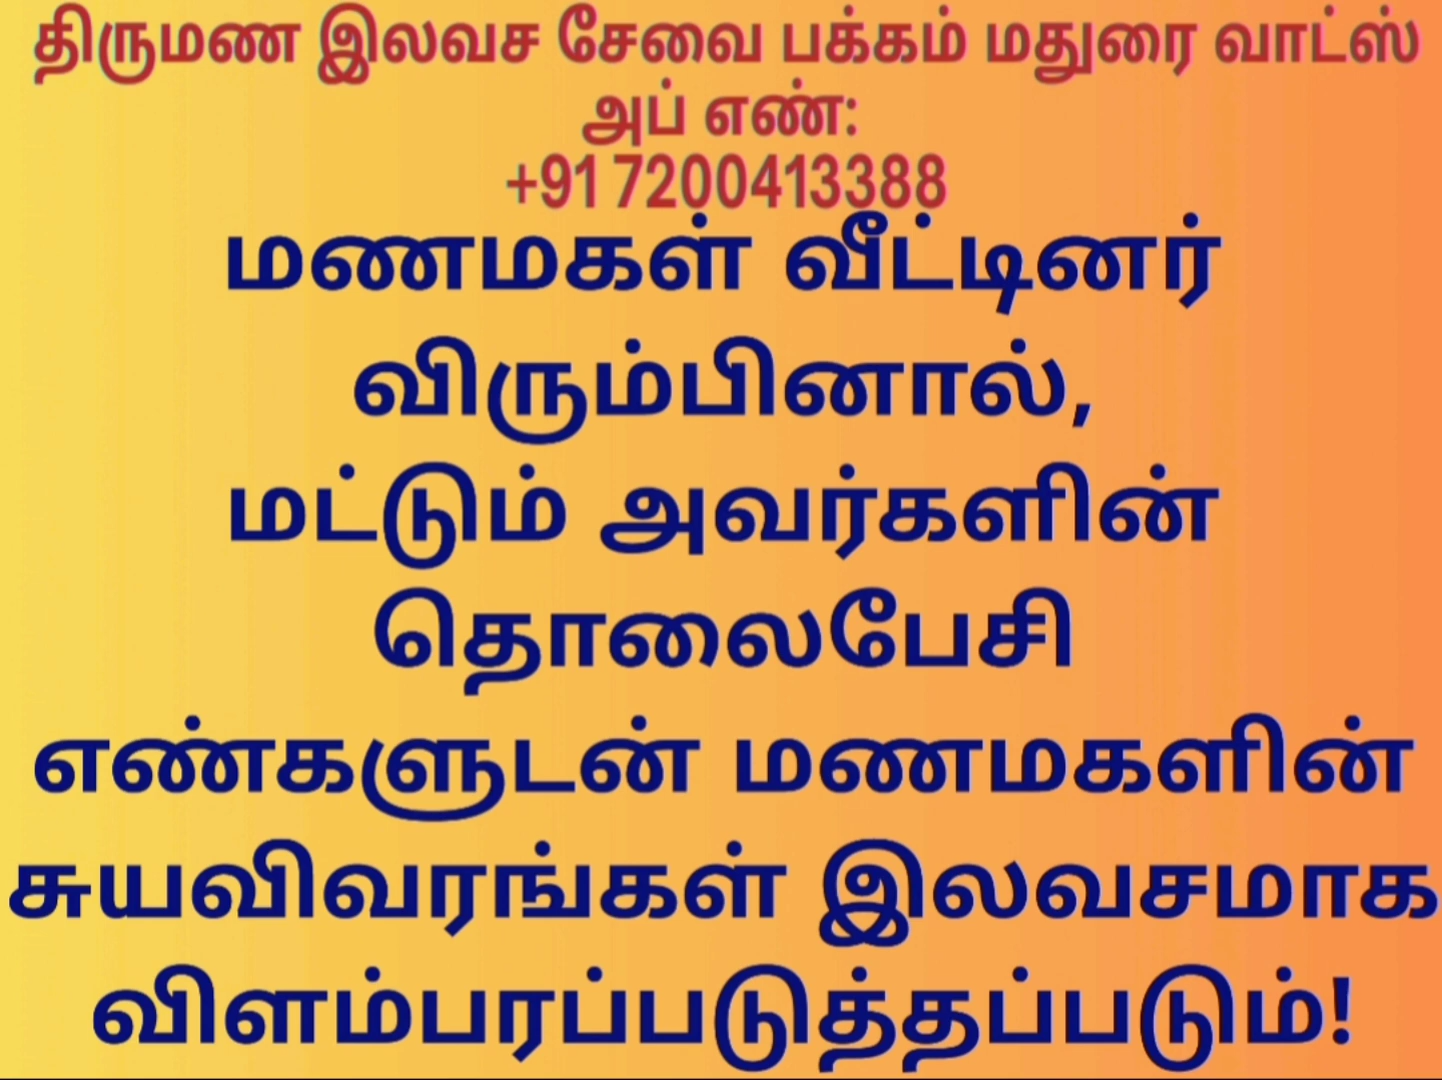 திருமண இலவச சேவை பக்கம் மதுரை வாட்ஸ்
அப் எண்:
+91 7200413388
மணமகள் வீட்டினர்
விரும்பினால்,
மட்டும் அவர்களின்
தொலைபேசி
எண்களுடன் மணமகளின்
சுயவிவரங்கள் இலவசமாக
விளம்பரப்படுத்தப்படும்!